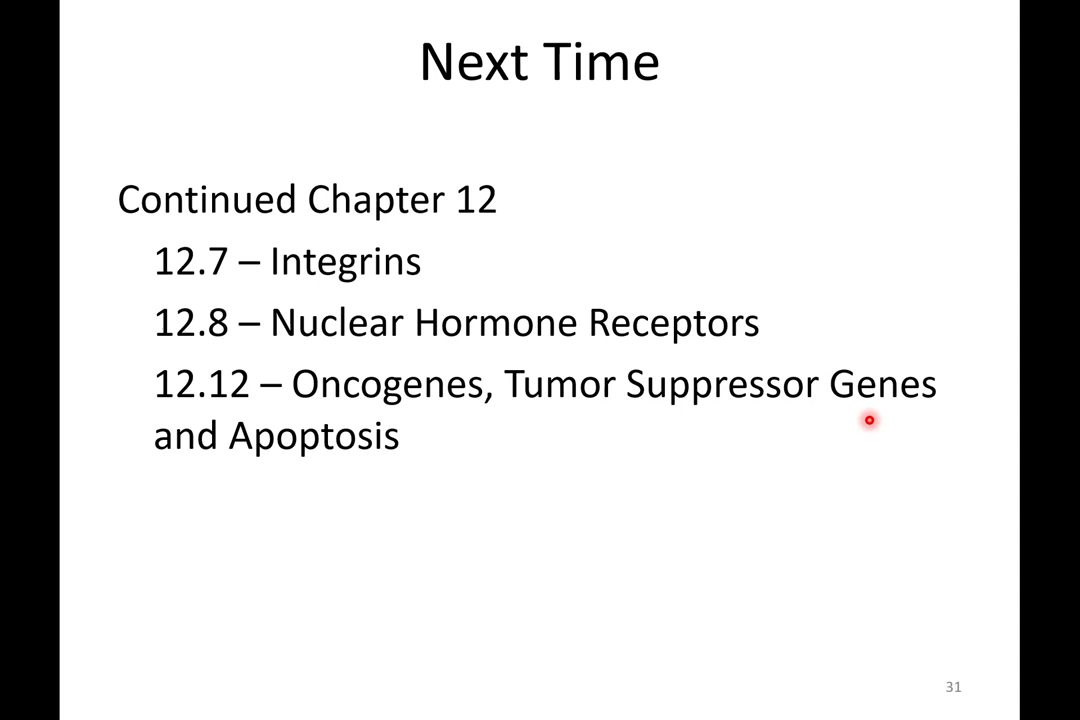 Next Time
Continued Chapter 12
12.7 – Integrins
12.8 – Nuclear Hormone Receptors
12.12 – Oncogenes, Tumor Suppressor Genes
and Apoptosis
31